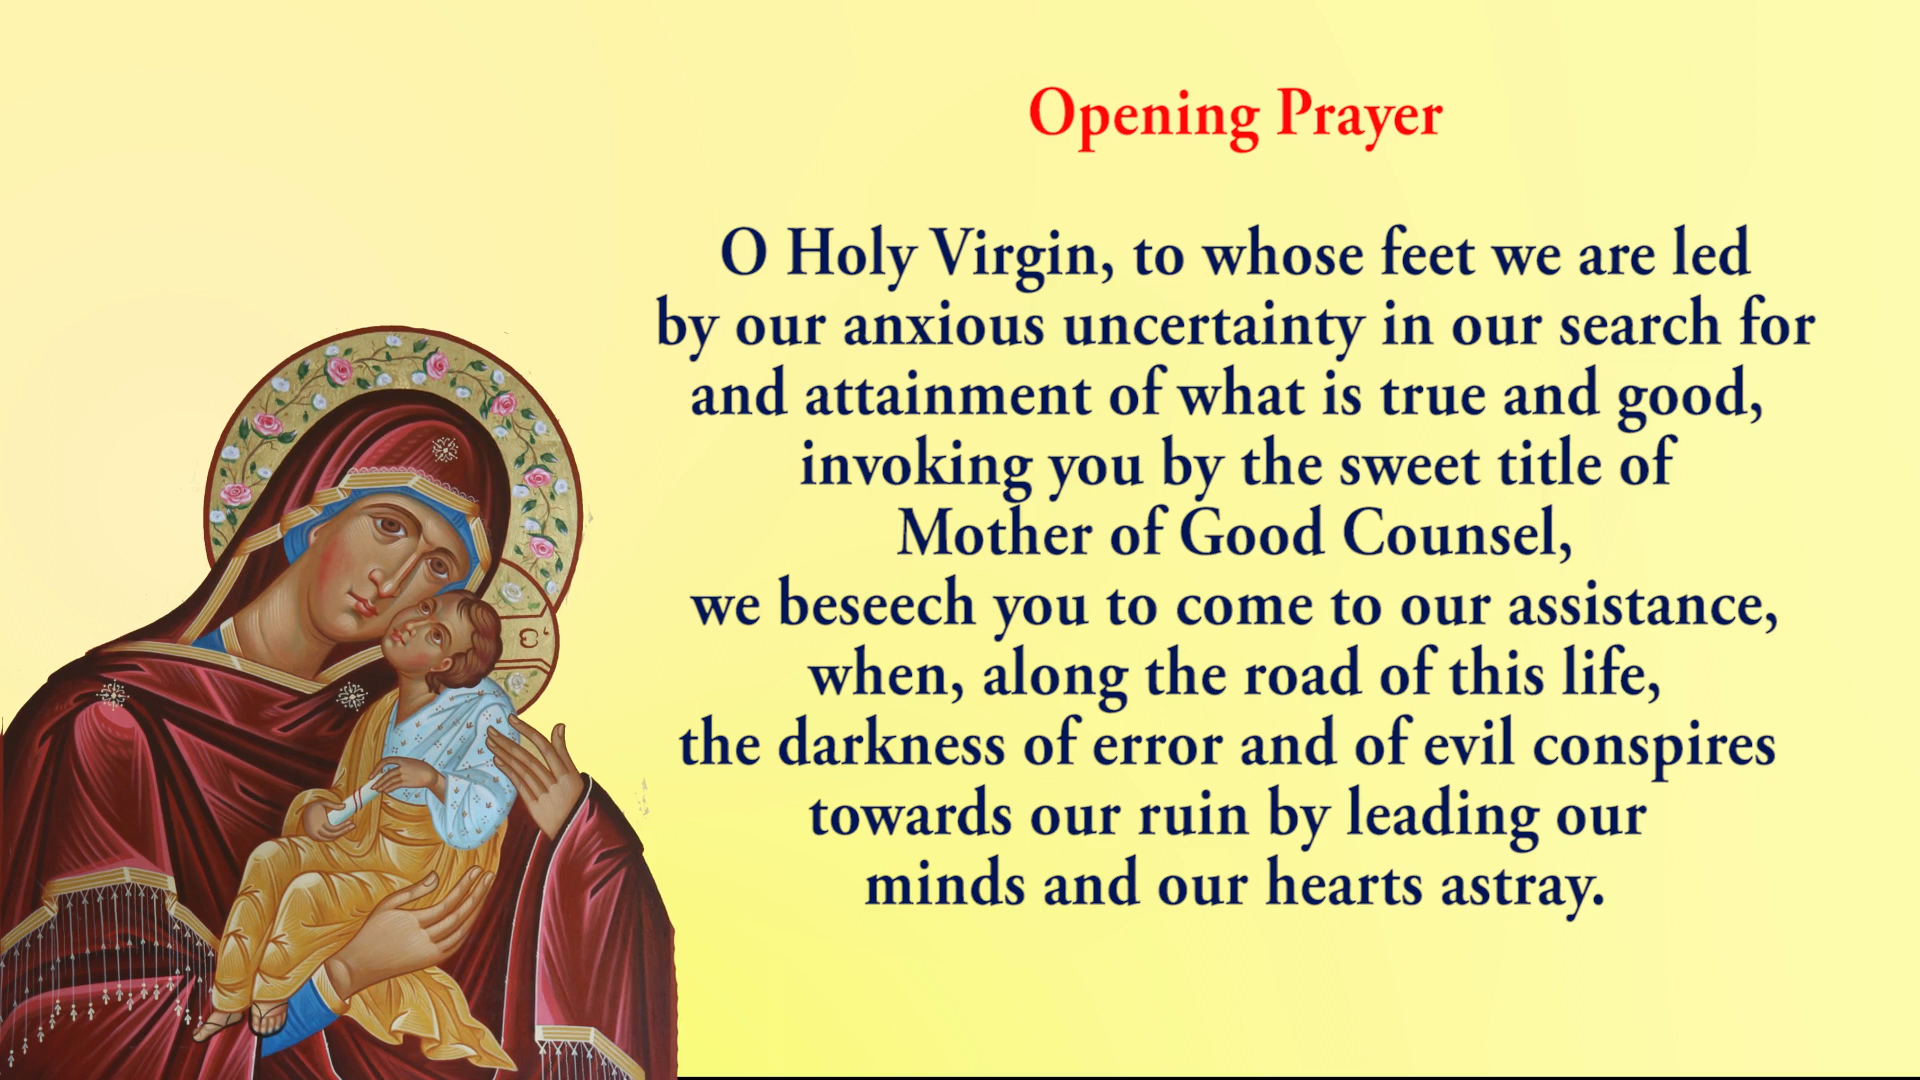 Opening Prayer
O Holy Virgin, to whose feet we are led
by our anxious uncertainty in our search for
and attainment of what is true and good,
invoking you by the sweet title of
Mother of Good Counsel,
we beseech you to come to our assistance,
when, along the road of this life,
the darkness of error and of evil conspires
towards our ruin by leading our
minds and our hearts astray.